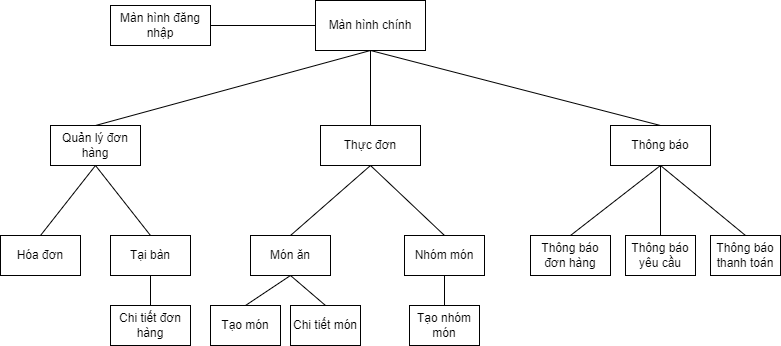 Màn hình đăng
nhập
Màn hình chính
Quản lý đơn
hàng
Thực đơn
Thông báo
Hóa đơn
Tại bàn
Món ăn
Nhóm món
Thông báo
đơn hàng
Thông báo
yêu cầu
Thông báo
thanh toán
Chi tiết đơn
hàng
Tạo món
Chi tiết món
Tạo nhóm
món